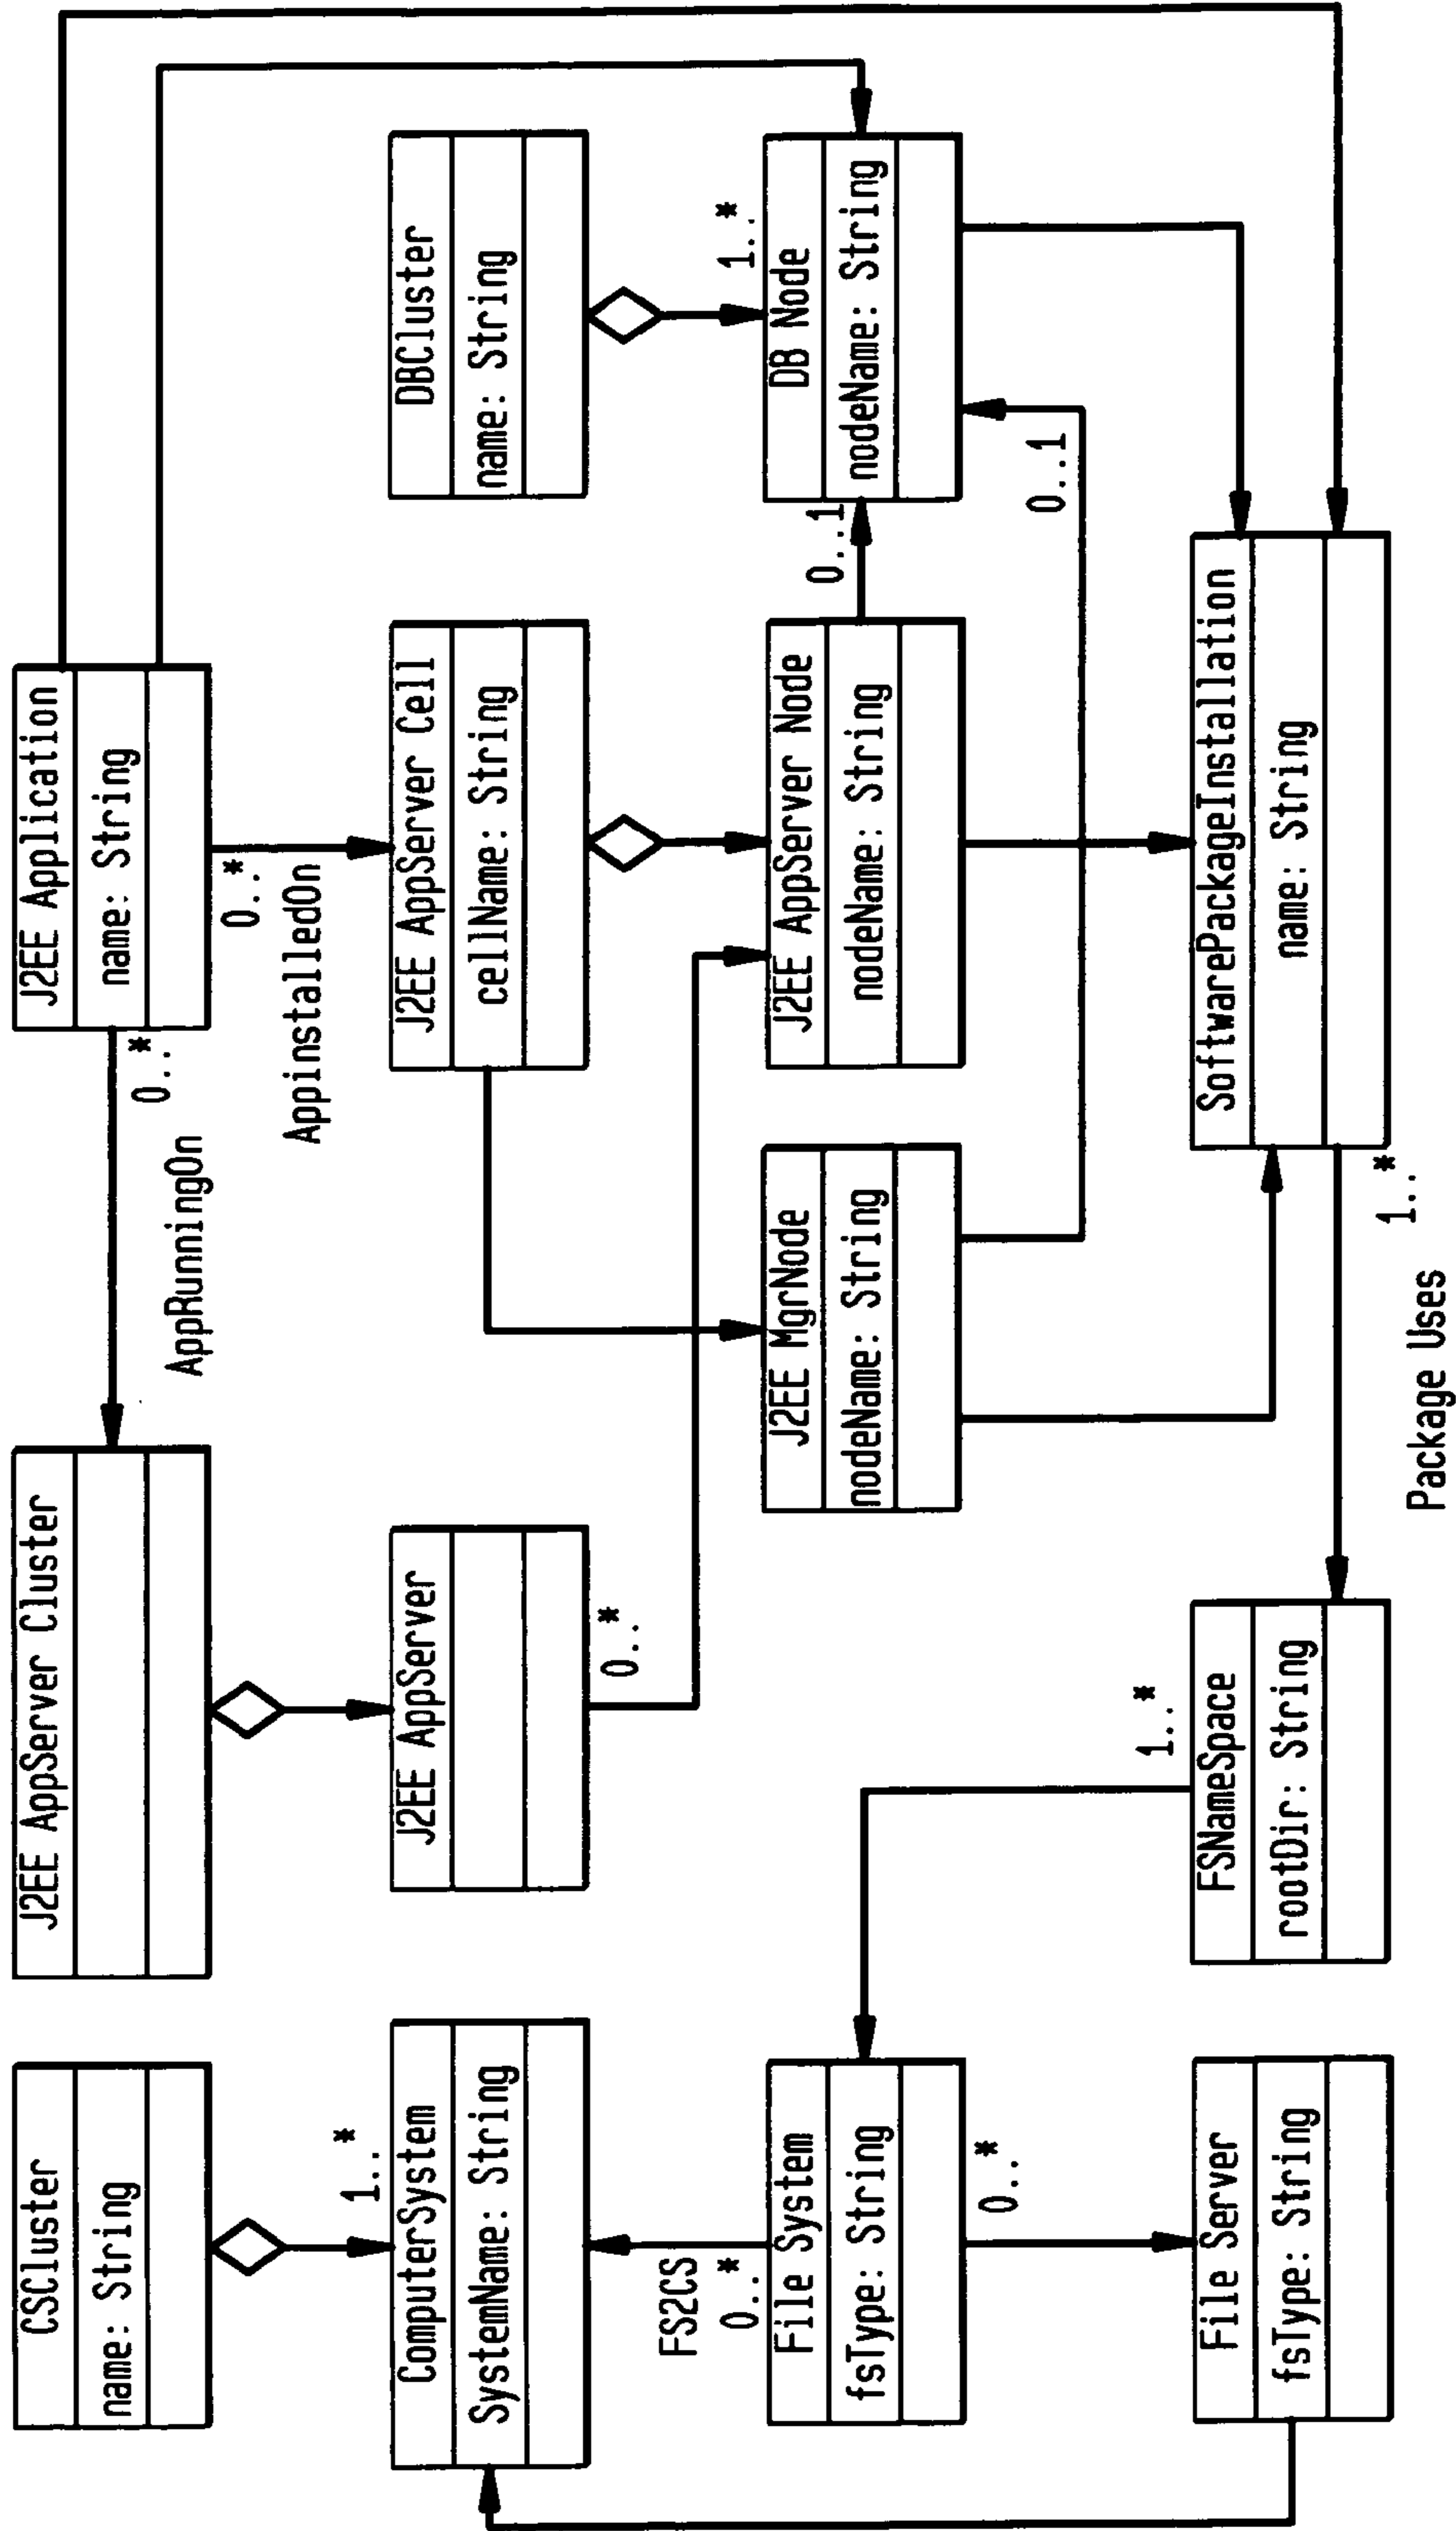 CSCluster
name: String
J2EE AppServer Cluster
J2EE Application
name: String
AppRunningOn
0..*
0..*
AppinstalledOn
1..*
ComputerSystem
SystemName: String
J2EE AppServer
J2EE AppServer Cell
cellName: String
DBCluster
name: String
FS2CS
0..*
0..*
1..*
File System
fsType: String
J2EE MgrNode
nodeName: String
J2EE AppServer Node
nodeName: String
0..1
DB Node
nodeName: String
0..*
0..1
1..*
File Server
fsType: String
FSNameSpace
rootDir: String
SoftwarePackageInstallation
name: String
1..*
Package Uses